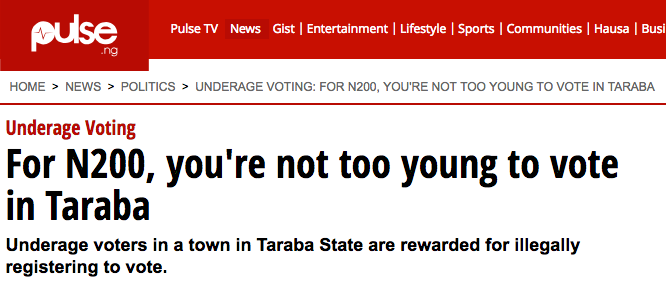 pulse
.ng
Pulse TV News Gist | Entertainment | Lifestyle | Sports | Communities | Hausa | Busi
HOME > NEWS > POLITICS > UNDERAGE VOTING: FOR N200, YOU'RE NOT TOO YOUNG TO VOTE IN TARABA
Underage Voting
For N200, you're not too young to vote
in Taraba
Underage voters in a town in Taraba State are rewarded for illegally
registering to vote.